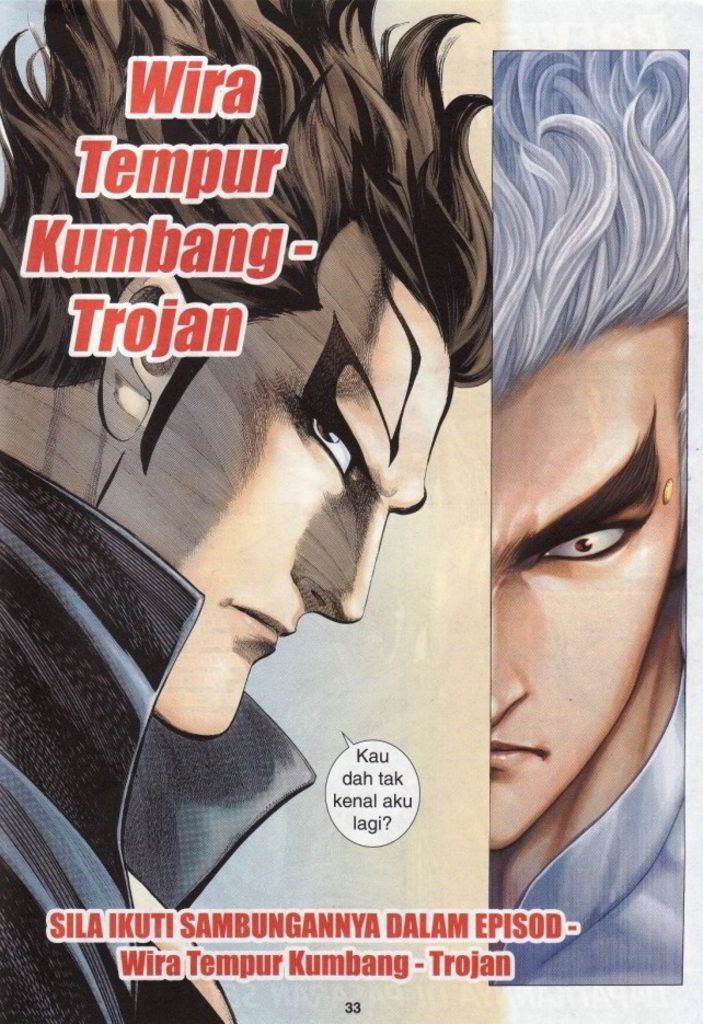 Wira
Tempur
Kumbang -
Trojan
Kau
dah tak
kenal aku
lagi?
SILA IKUTI SAMBUNGANNYA DALAM EPISOD -
Wira Tempur Kumbang - Trojan
33